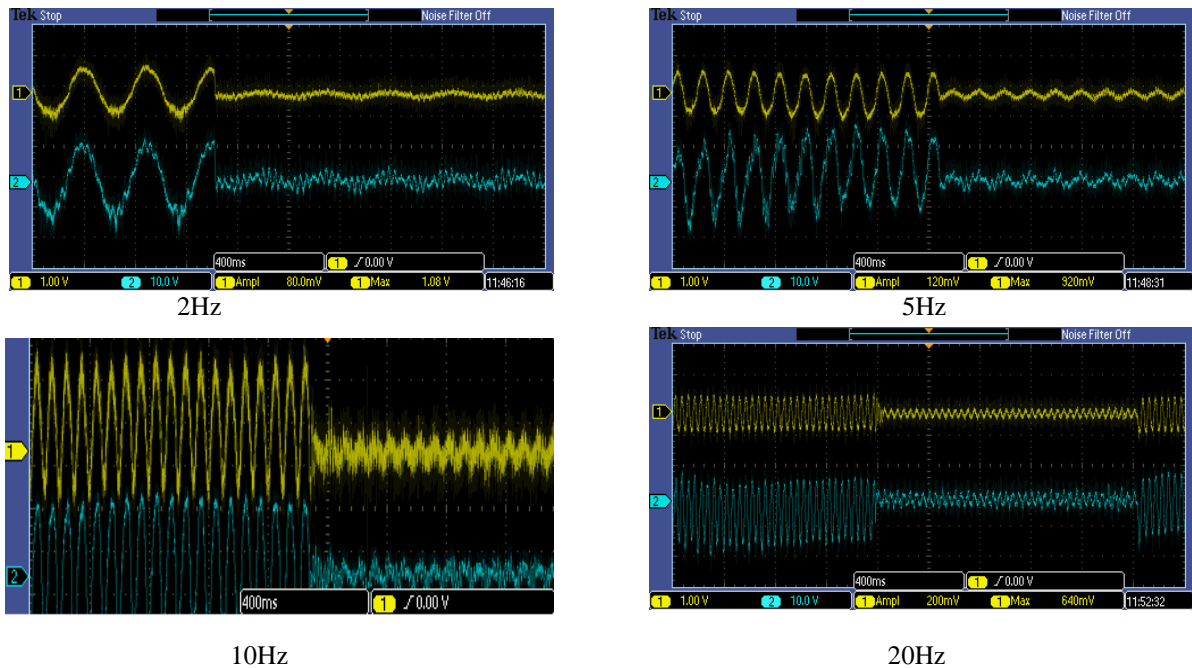 Tek Stop Noise Filter Off
1
2
400ms 1 ƒ 0.00 V
1 1.00 V 2 10.0 V 1 Ampl 80.0mV 1 Max 1.08 V 11:46:16
2Hz
Tek Stop Noise Filter Off
1
2
400ms 1 ƒ 0.00 V
1 1.00 V 2 10.0 V 1 Ampl 120mV 1 Max 920mV 11:48:31
5Hz
1
2
400ms 1 ƒ 0.00 V
10Hz
Tek Stop Noise Filter Off
1
2
400ms 1 ƒ 0.00 V
1 1.00 V 2 10.0 V 1 Ampl 200mV 1 Max 640mV 11:52:32
20Hz